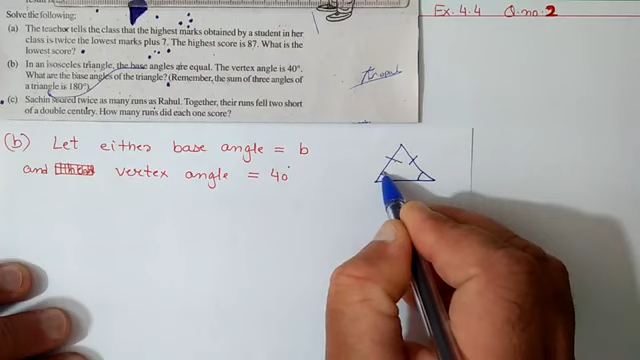 Ex. 4.4 Q. no. 2
Solve the following:
(a) The teacher tells the class that the highest marks obtained by a student in her
class is twice the lowest marks plus 7. The highest score is 87. What is the
lowest score?
(b) In an isosceles triangle, the base angles are equal. The vertex angle is 40°.
What are the base angles of the triangle? (Remember, the sum of three angles of
a triangle is 180°).
(c) Sachin scored twice as many runs as Rahul. Together, their runs fell two short
of a double century. How many runs did each one score?
(b) Let either base angle = b
and vertex angle = 40°